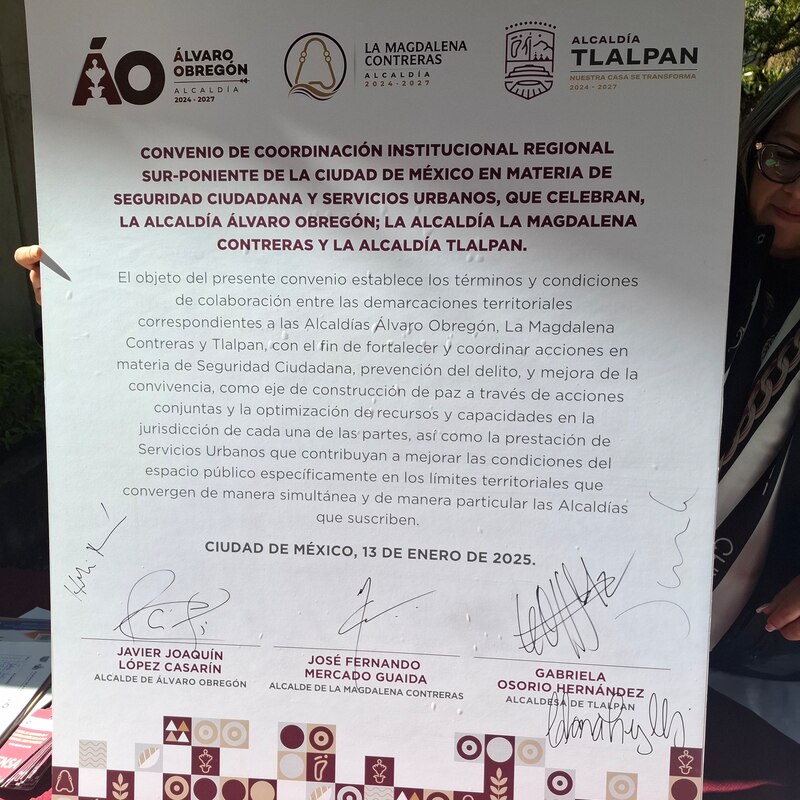 ÁO
ÁLVARO
OBREGÓN
ALCALDÍA
2024 - 2027
LA MAGDALENA
CONTRERAS
ALCALDÍA
2024-2027
ALCALDÍA
TLALPAN
NUESTRA CASA SE TRANSFORMA
2024 - 2027
CONVENIO DE COORDINACIÓN INSTITUCIONAL REGIONAL
SUR-PONIENTE DE LA CIUDAD DE MÉXICO EN MATERIA DE
SEGURIDAD CIUDADANA Y SERVICIOS URBANOS, QUE CELEBRAN,
LA ALCALDÍA ÁLVARO OBREGÓN; LA ALCALDÍA LA MAGDALENA
CONTRERAS Y LA ALCALDÍA TLALPAN.
El objeto del presente convenio establece los términos y condiciones
de colaboración entre las demarcaciones territoriales
correspondientes a las Alcaldías Álvaro Obregón, La Magdalena
Contreras y Tlalpan, con el fin de fortalecer y coordinar acciones en
materia de Seguridad Ciudadana, prevención del delito, y mejora de la
convivencia, como eje de construcción de paz a través de acciones
conjuntas y la optimización de recursos y capacidades en la
jurisdicción de cada una de las partes, así como la prestación de
Servicios Urbanos que contribuyan a mejorar las condiciones del
espacio público específicamente en los límites territoriales que
convergen de manera simultánea y de manera particular las Alcaldías
que suscriben.
CIUDAD DE MÉXICO, 13 DE ENERO DE 2025.
JAVIER JOAQUÍN
LÓPEZ CASARÍN
ALCALDE DE ÁLVARO OBREGÓN
JOSÉ FERNANDO
MERCADO GUAIDA
ALCALDE DE LA MAGDALENA CONTRERAS
GABRIELA
OSORIO HERNÁNDEZ
ALCALDESA DE TLALPAN